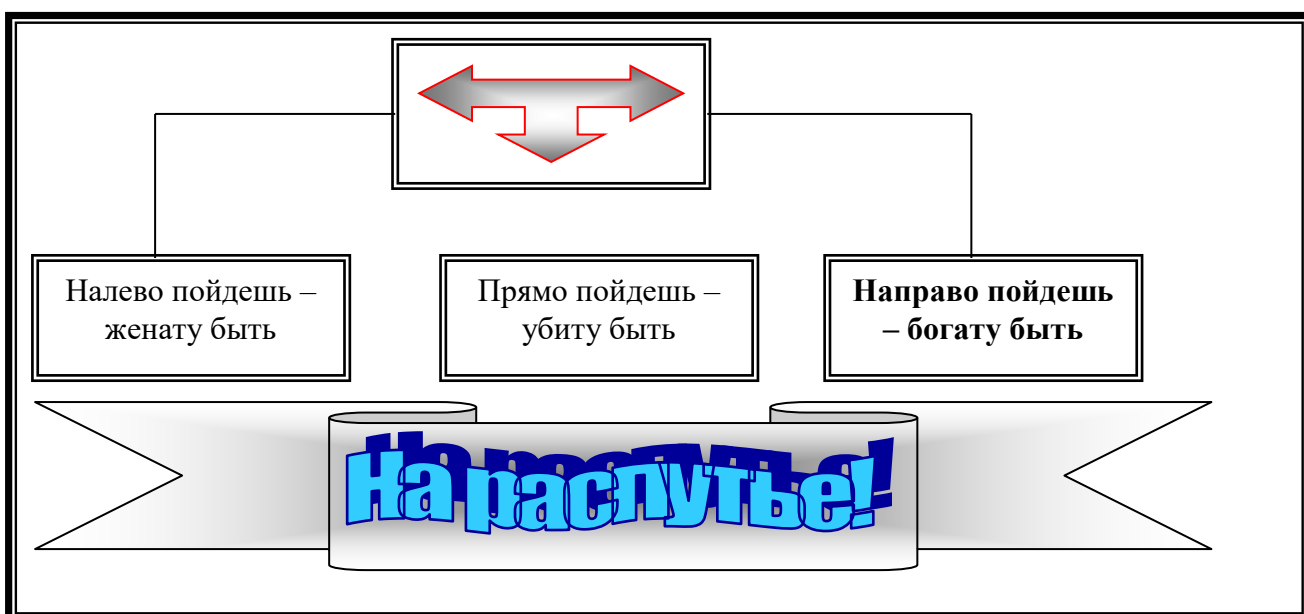 Налево пойдешь –
женату быть
Прямо пойдешь –
убиту быть
Направо пойдешь
– богату быть
На распутье!